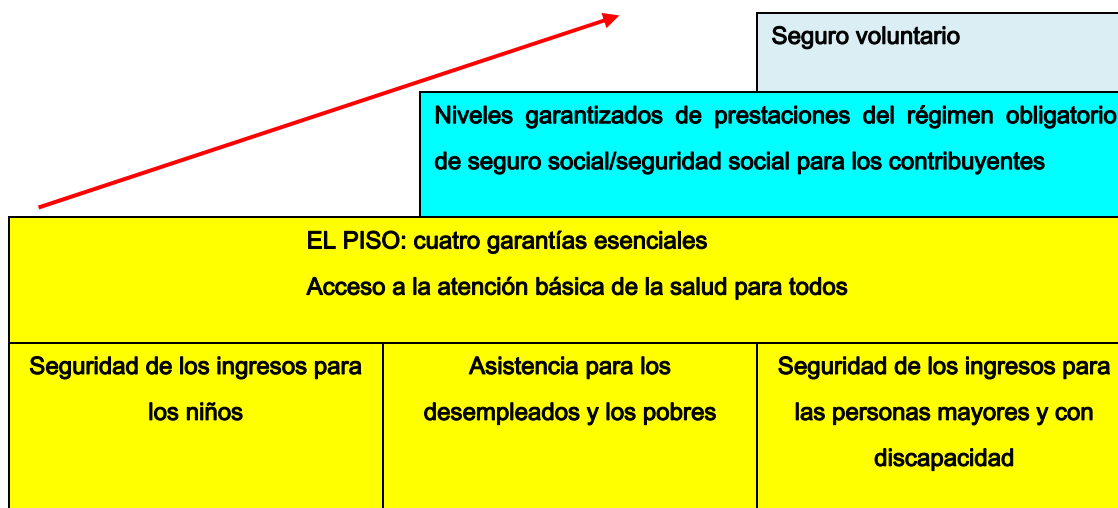 Seguro voluntario
Niveles garantizados de prestaciones del régimen obligatorio
de seguro social/seguridad social para los contribuyentes
EL PISO: cuatro garantías esenciales
Acceso a la atención básica de la salud para todos
Seguridad de los ingresos para
los niños
Asistencia para los
desempleados y los pobres
Seguridad de los ingresos para
las personas mayores y con
discapacidad